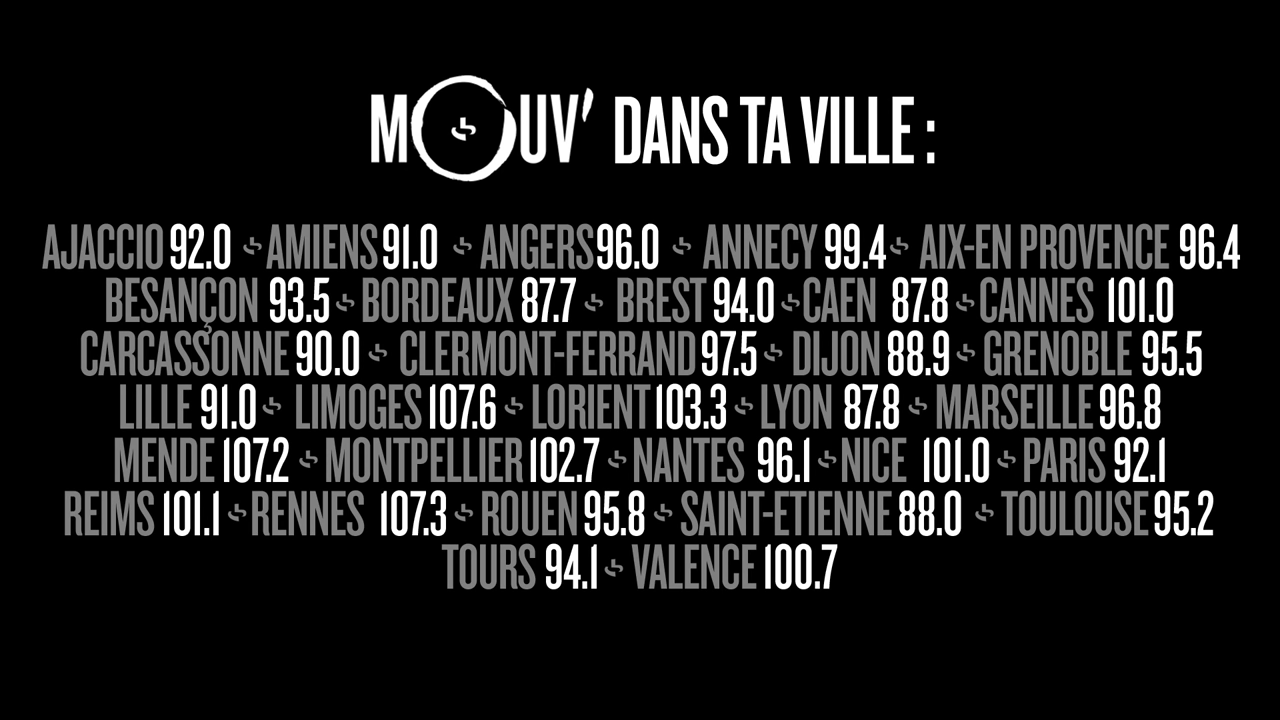 MOUV' DANS TA VILLE :
AJACCIO 92.0 AMIENS 91.0 ANGERS 96.0 ANNECY 99.4 AIX-EN PROVENCE 96.4
BESANÇON 93.5 BORDEAUX 87.7 BREST 94.0 CAEN 87.8 CANNES 101.0
CARCASSONNE 90.0 CLERMONT-FERRAND 97.5 DIJON 88.9 GRENOBLE 95.5
LILLE 91.0 LIMOGES 107.6 LORIENT 103.3 LYON 87.8 MARSEILLE 96.8
MENDE 107.2 MONTPELLIER 102.7 NANTES 96.1 NICE 101.0 PARIS 92.1
REIMS 101.1 RENNES 107.3 ROUEN 95.8 SAINT-ETIENNE 88.0 TOULOUSE 95.2
TOURS 94.1 VALENCE 100.7